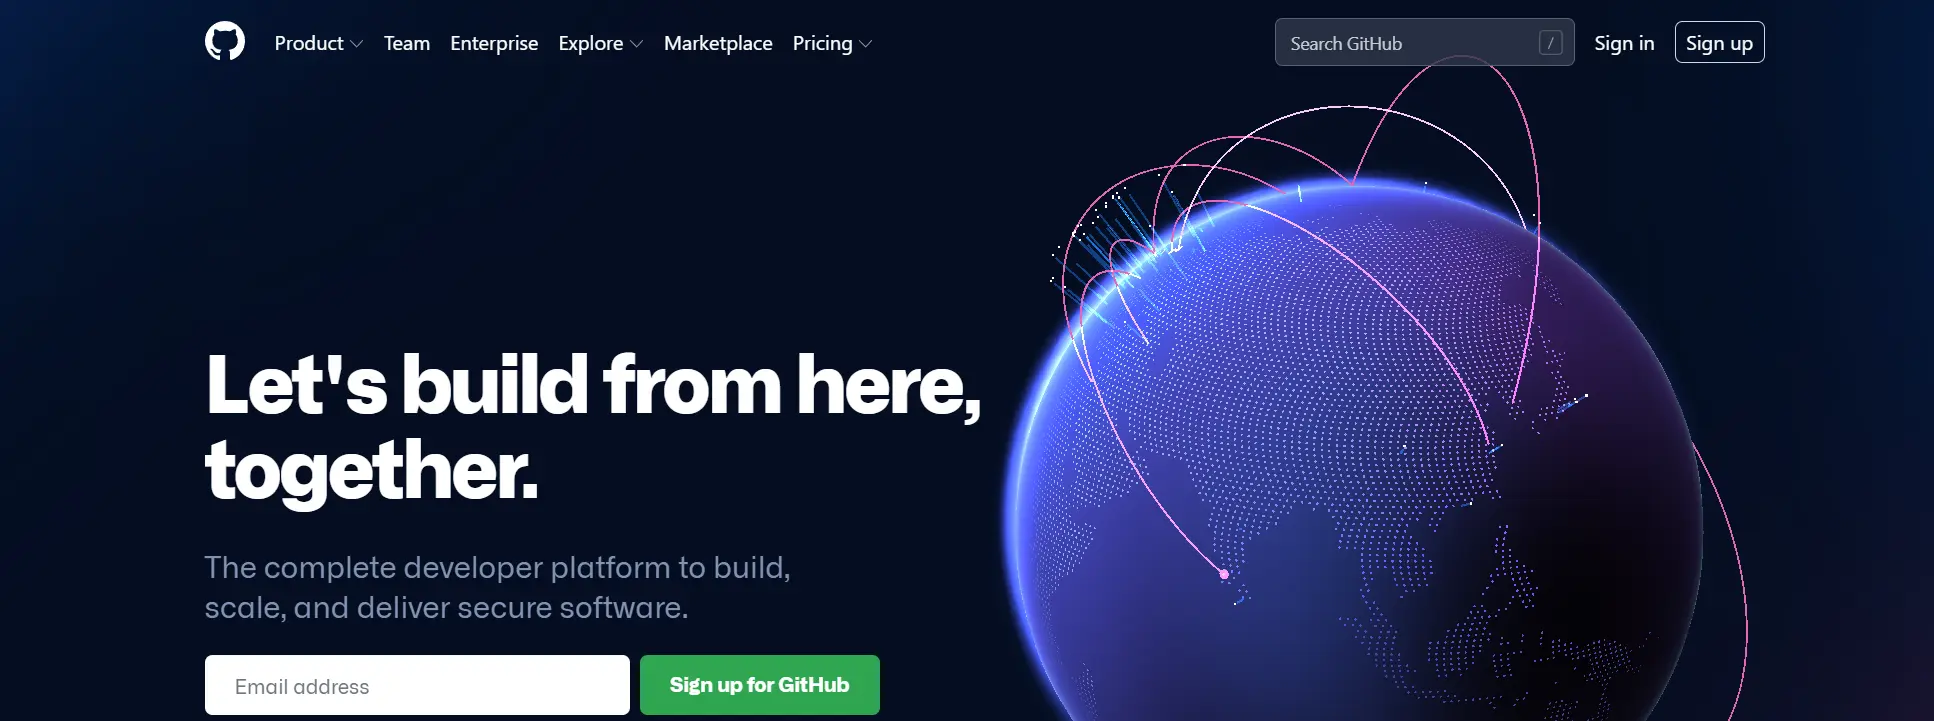 Product Team Enterprise Explore Marketplace Pricing Search GitHub / Sign in Sign up
Let's build from here,
together.
The complete developer platform to build,
scale, and deliver secure software.
Email address Sign up for GitHub